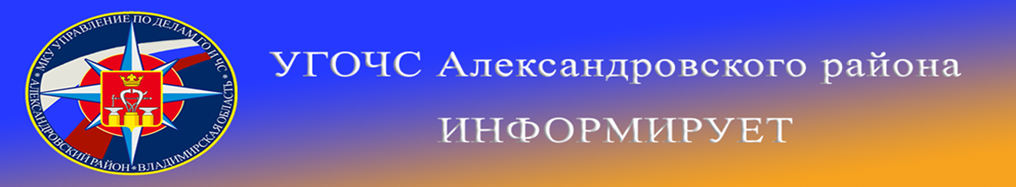 МКУ УПРАВЛЕНИЕ ПО ДЕЛАМ ГО И ЧС
АЛЕКСАНДРОВСКИЙ РАЙОН • ВЛАДИМИРСКАЯ ОБЛАСТЬ
УГОЧС Александровского района
ИНФОРМИРУЕТ